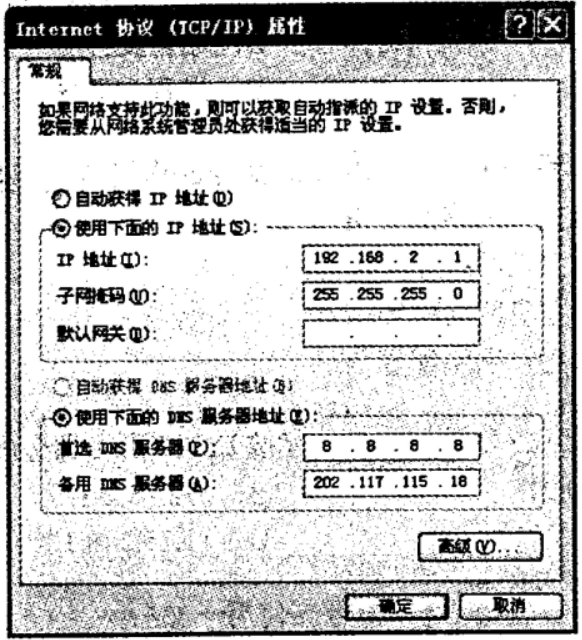 Internet 协议 (TCP/IP) 属性
常规
如果网络支持此功能，则可以获取自动指派的 IP 设置。否则，
您需要从网络系统管理员处获得适当的 IP 设置。
自动获得 IP 地址(O)
使用下面的 IP 地址(S):
IP 地址(I): 192 .168 . 2 . 1
子网掩码(U): 255 .255 .255 . 0
默认网关(D): . . .
自动获得 DNS 服务器地址(B)
使用下面的 DNS 服务器地址(E):
首选 DNS 服务器(P): 8 . 8 . 8 . 8
备用 DNS 服务器(A): 202 .117 .115 . 18
高级(V)...
确定 取消